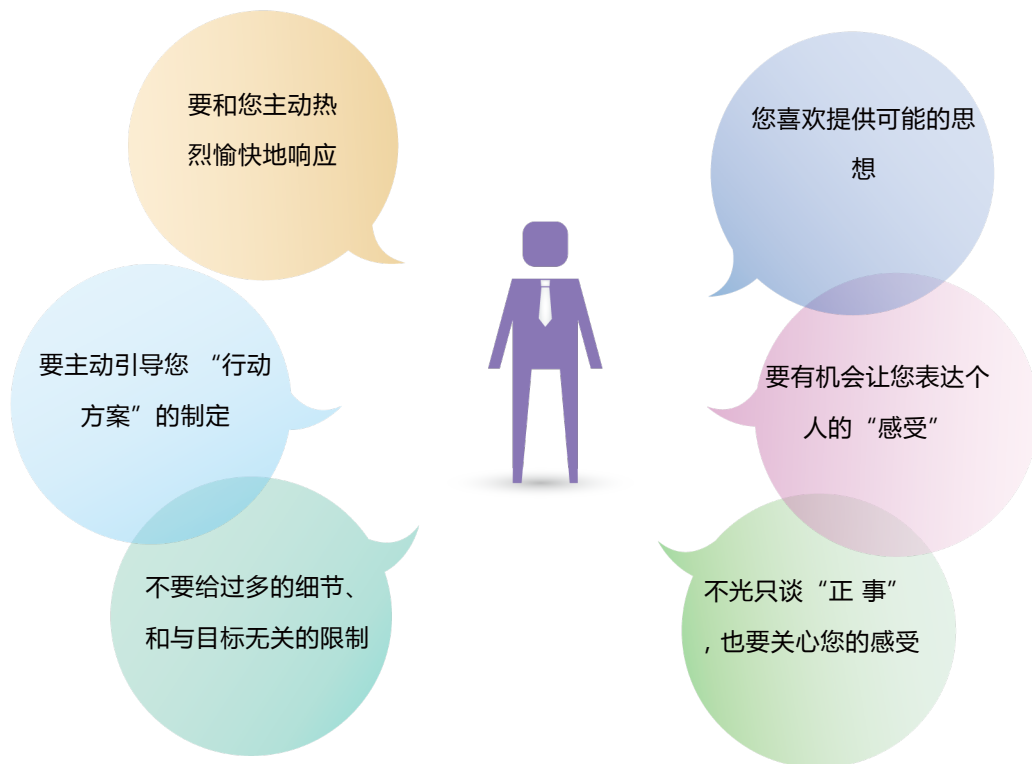 要和您主动热
烈愉快地响应
要主动引导您 “行动
方案”的制定
不要给过多的细节、
和与目标无关的限制
您喜欢提供可能的思
想
要有机会让您表达个
人的“感受”
不光只谈“正 事”
，也要关心您的感受